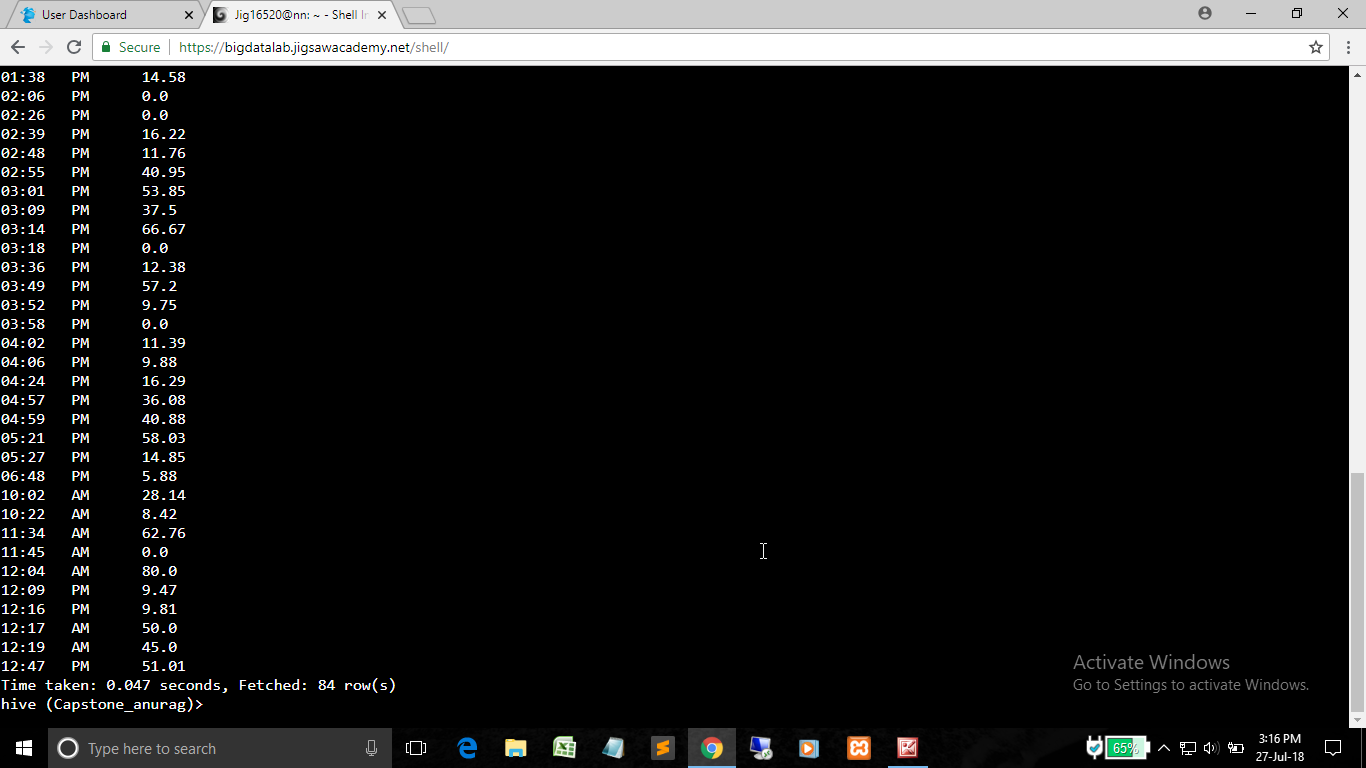 User Dashboard
Jig16520@nn: ~ - Shell In
Secure
https://bigdatalab.jigsawacademy.net/shell/
01:38 PM 14.58
02:06 PM 0.0
02:26 PM 0.0
02:39 PM 16.22
02:48 PM 11.76
02:55 PM 40.95
03:01 PM 53.85
03:09 PM 37.5
03:14 PM 66.67
03:18 PM 0.0
03:36 PM 12.38
03:49 PM 57.2
03:52 PM 9.75
03:58 PM 0.0
04:02 PM 11.39
04:06 PM 9.88
04:24 PM 16.29
04:57 PM 36.08
04:59 PM 40.88
05:21 PM 58.03
05:27 PM 14.85
06:48 PM 5.88
10:02 AM 28.14
10:22 AM 8.42
11:34 AM 62.76
11:45 AM 0.0
12:04 AM 80.0
12:09 PM 9.47
12:16 PM 9.81
12:17 AM 50.0
12:19 AM 45.0
12:47 PM 51.01
Time taken: 0.047 seconds, Fetched: 84 row(s)
hive (Capstone_anurag)>
Activate Windows
Go to Settings to activate Windows.
Type here to search
65%
3:16 PM
27-Jul-18